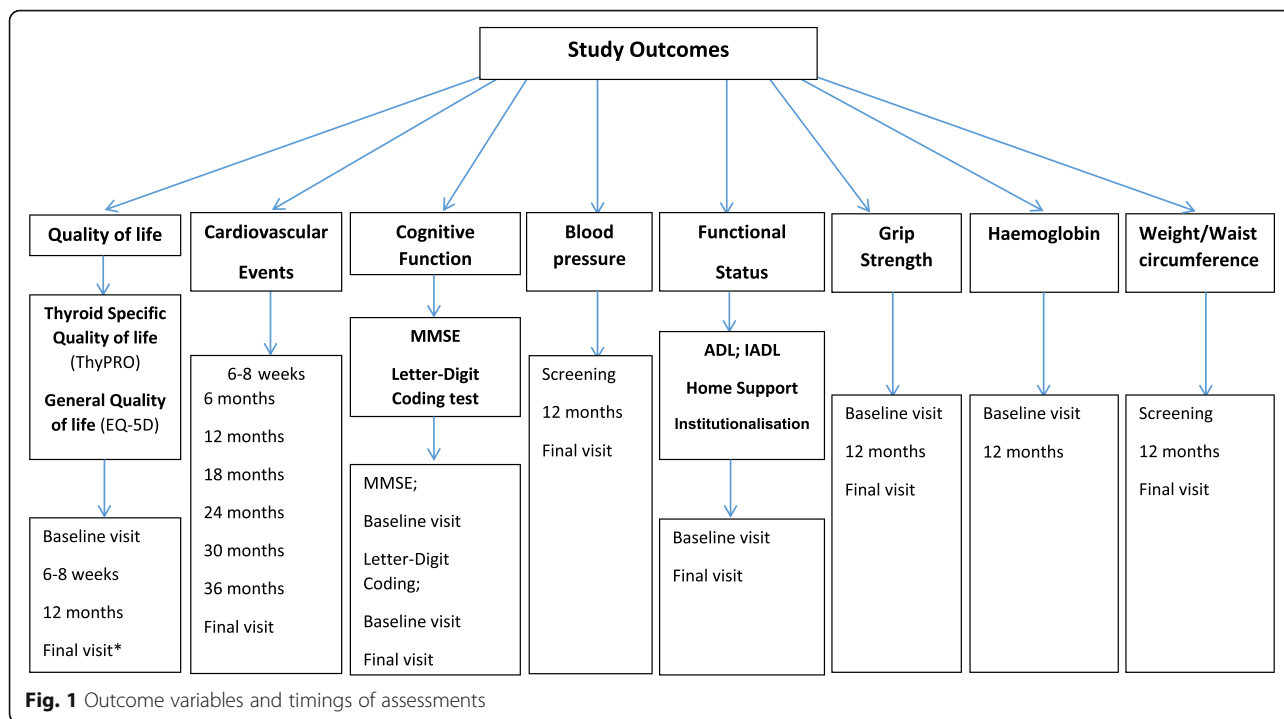 Study Outcomes
Quality of life
Thyroid Specific
Quality of life
(ThyPRO)
General Quality
of life (EQ-5D)
Baseline visit
6-8 weeks
12 months
Final visit*
Cardiovascular
Events
6-8 weeks
6 months
12 months
18 months
24 months
30 months
36 months
Final visit
Cognitive
Function
MMSE
Letter-Digit
Coding test
MMSE;
Baseline visit
Letter-Digit
Coding;
Baseline visit
Final visit
Blood
pressure
Screening
12 months
Final visit
Functional
Status
ADL; IADL
Home Support
Institutionalisation
Baseline visit
Final visit
Grip
Strength
Baseline visit
12 months
Final visit
Haemoglobin
Baseline visit
12 months
Weight/Waist
circumference
Screening
12 months
Final visit
Fig. 1 Outcome variables and timings of assessments